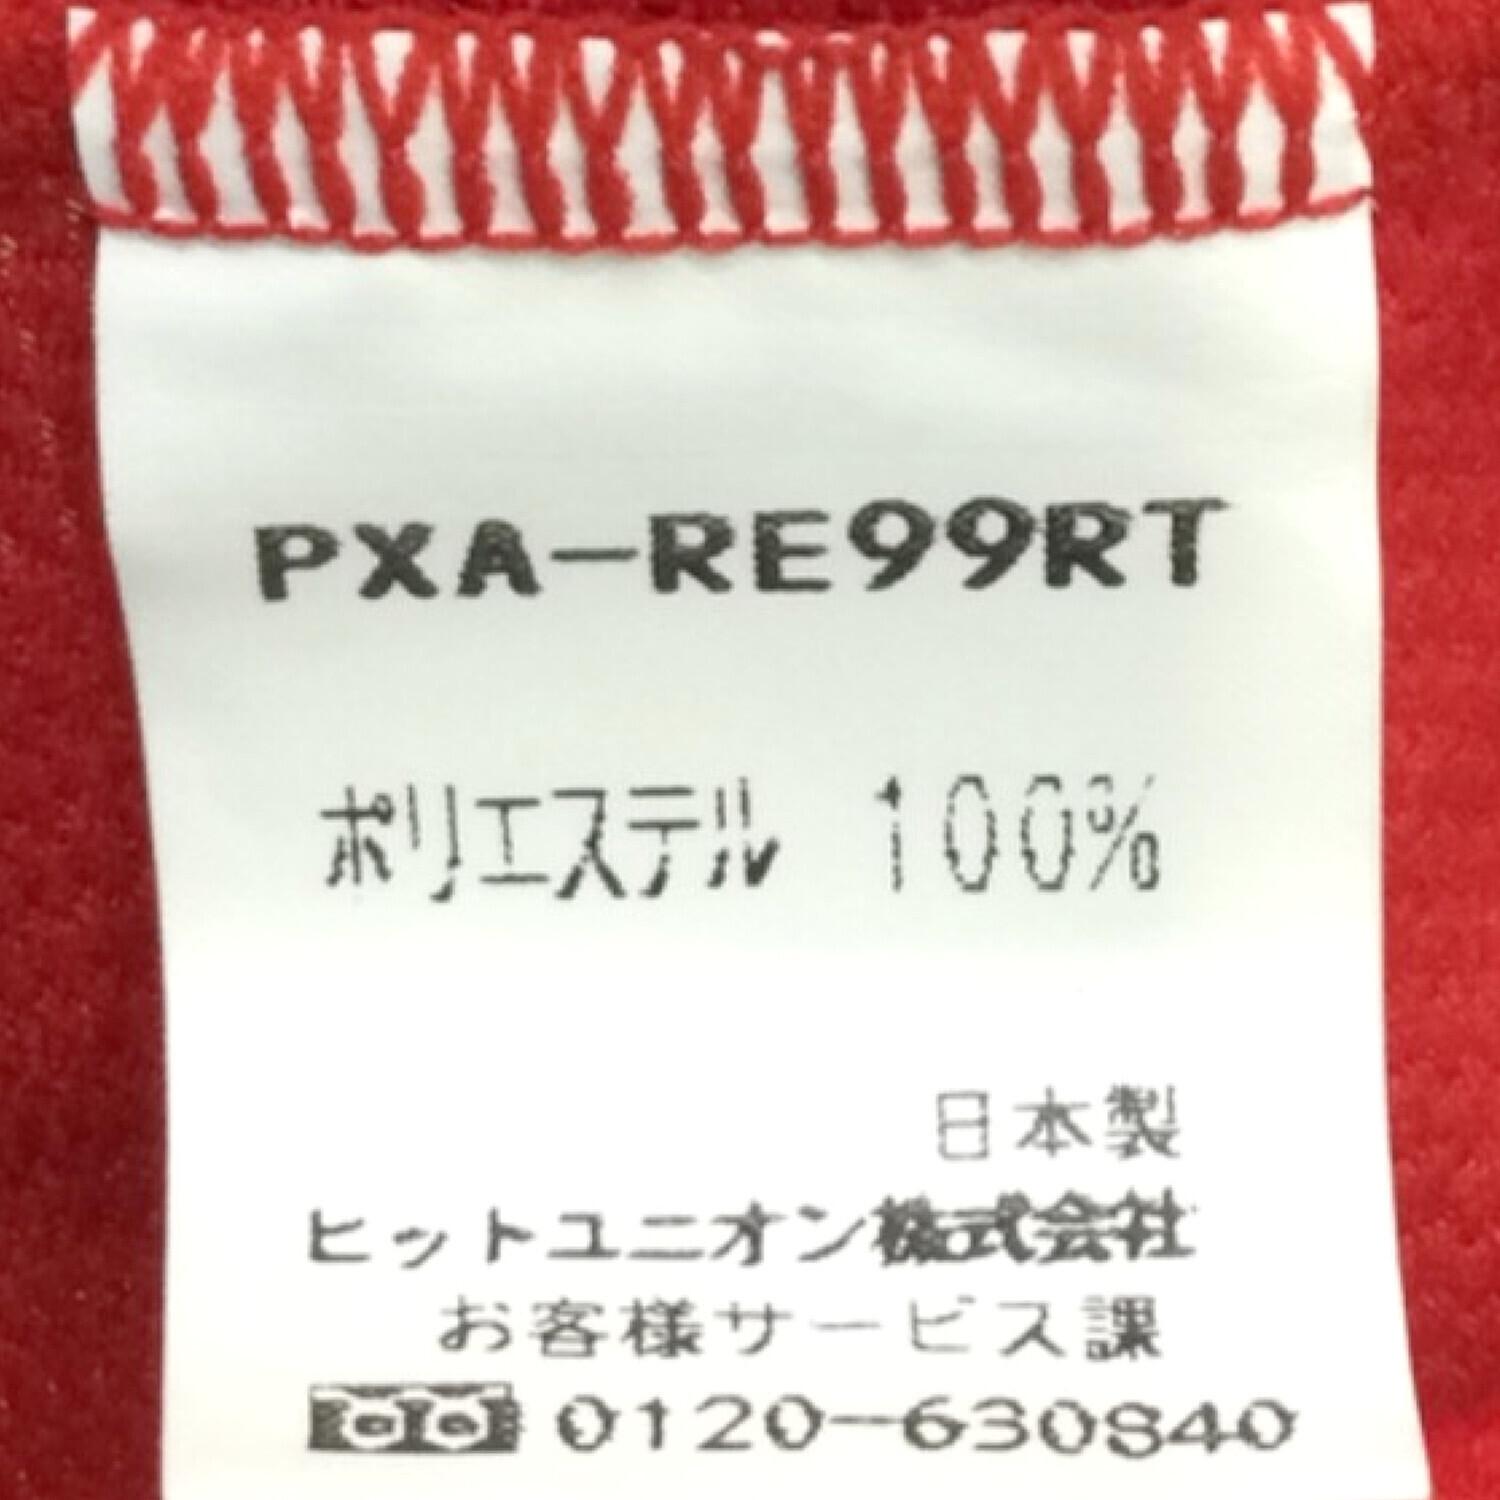 PXA-RE99RT
ポリエステル 100%
日本製
ヒットユニオン株式会社
お客様サービス課
0120-630840